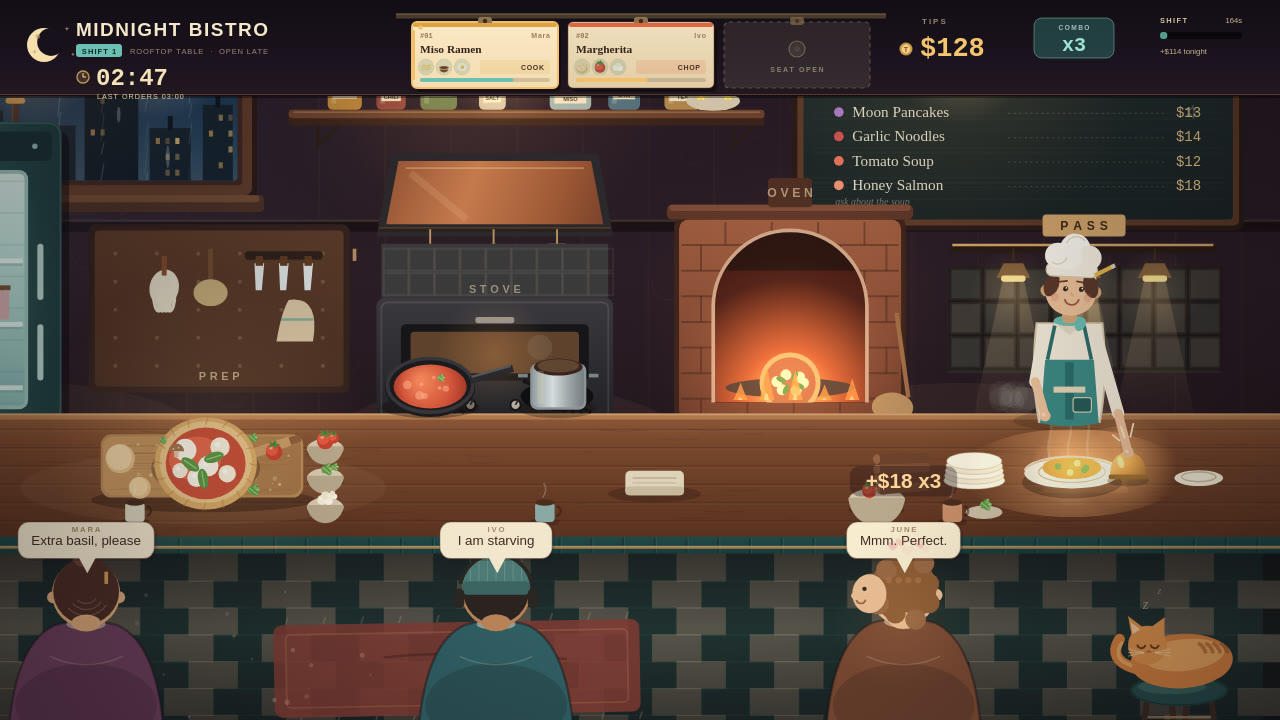 MIDNIGHT BISTRO
SHIFT 1
ROOFTOP TABLE · OPEN LATE
02:47
LAST ORDERS 03:00
#01
Mara
Miso Ramen
COOK
#02
Ivo
Margherita
CHOP
SEAT OPEN
TIPS
T
$128
COMBO
x3
SHIFT
164s
+$114 tonight
SALT
MISO
Moon Pancakes
$13
Garlic Noodles
$14
Tomato Soup
$12
Honey Salmon
$18
ask about the soup
OVEN
PASS
STOVE
PREP
+$18 x3
MARA
Extra basil, please
IVO
I am starving
JUNE
Mmm. Perfect.
z
z